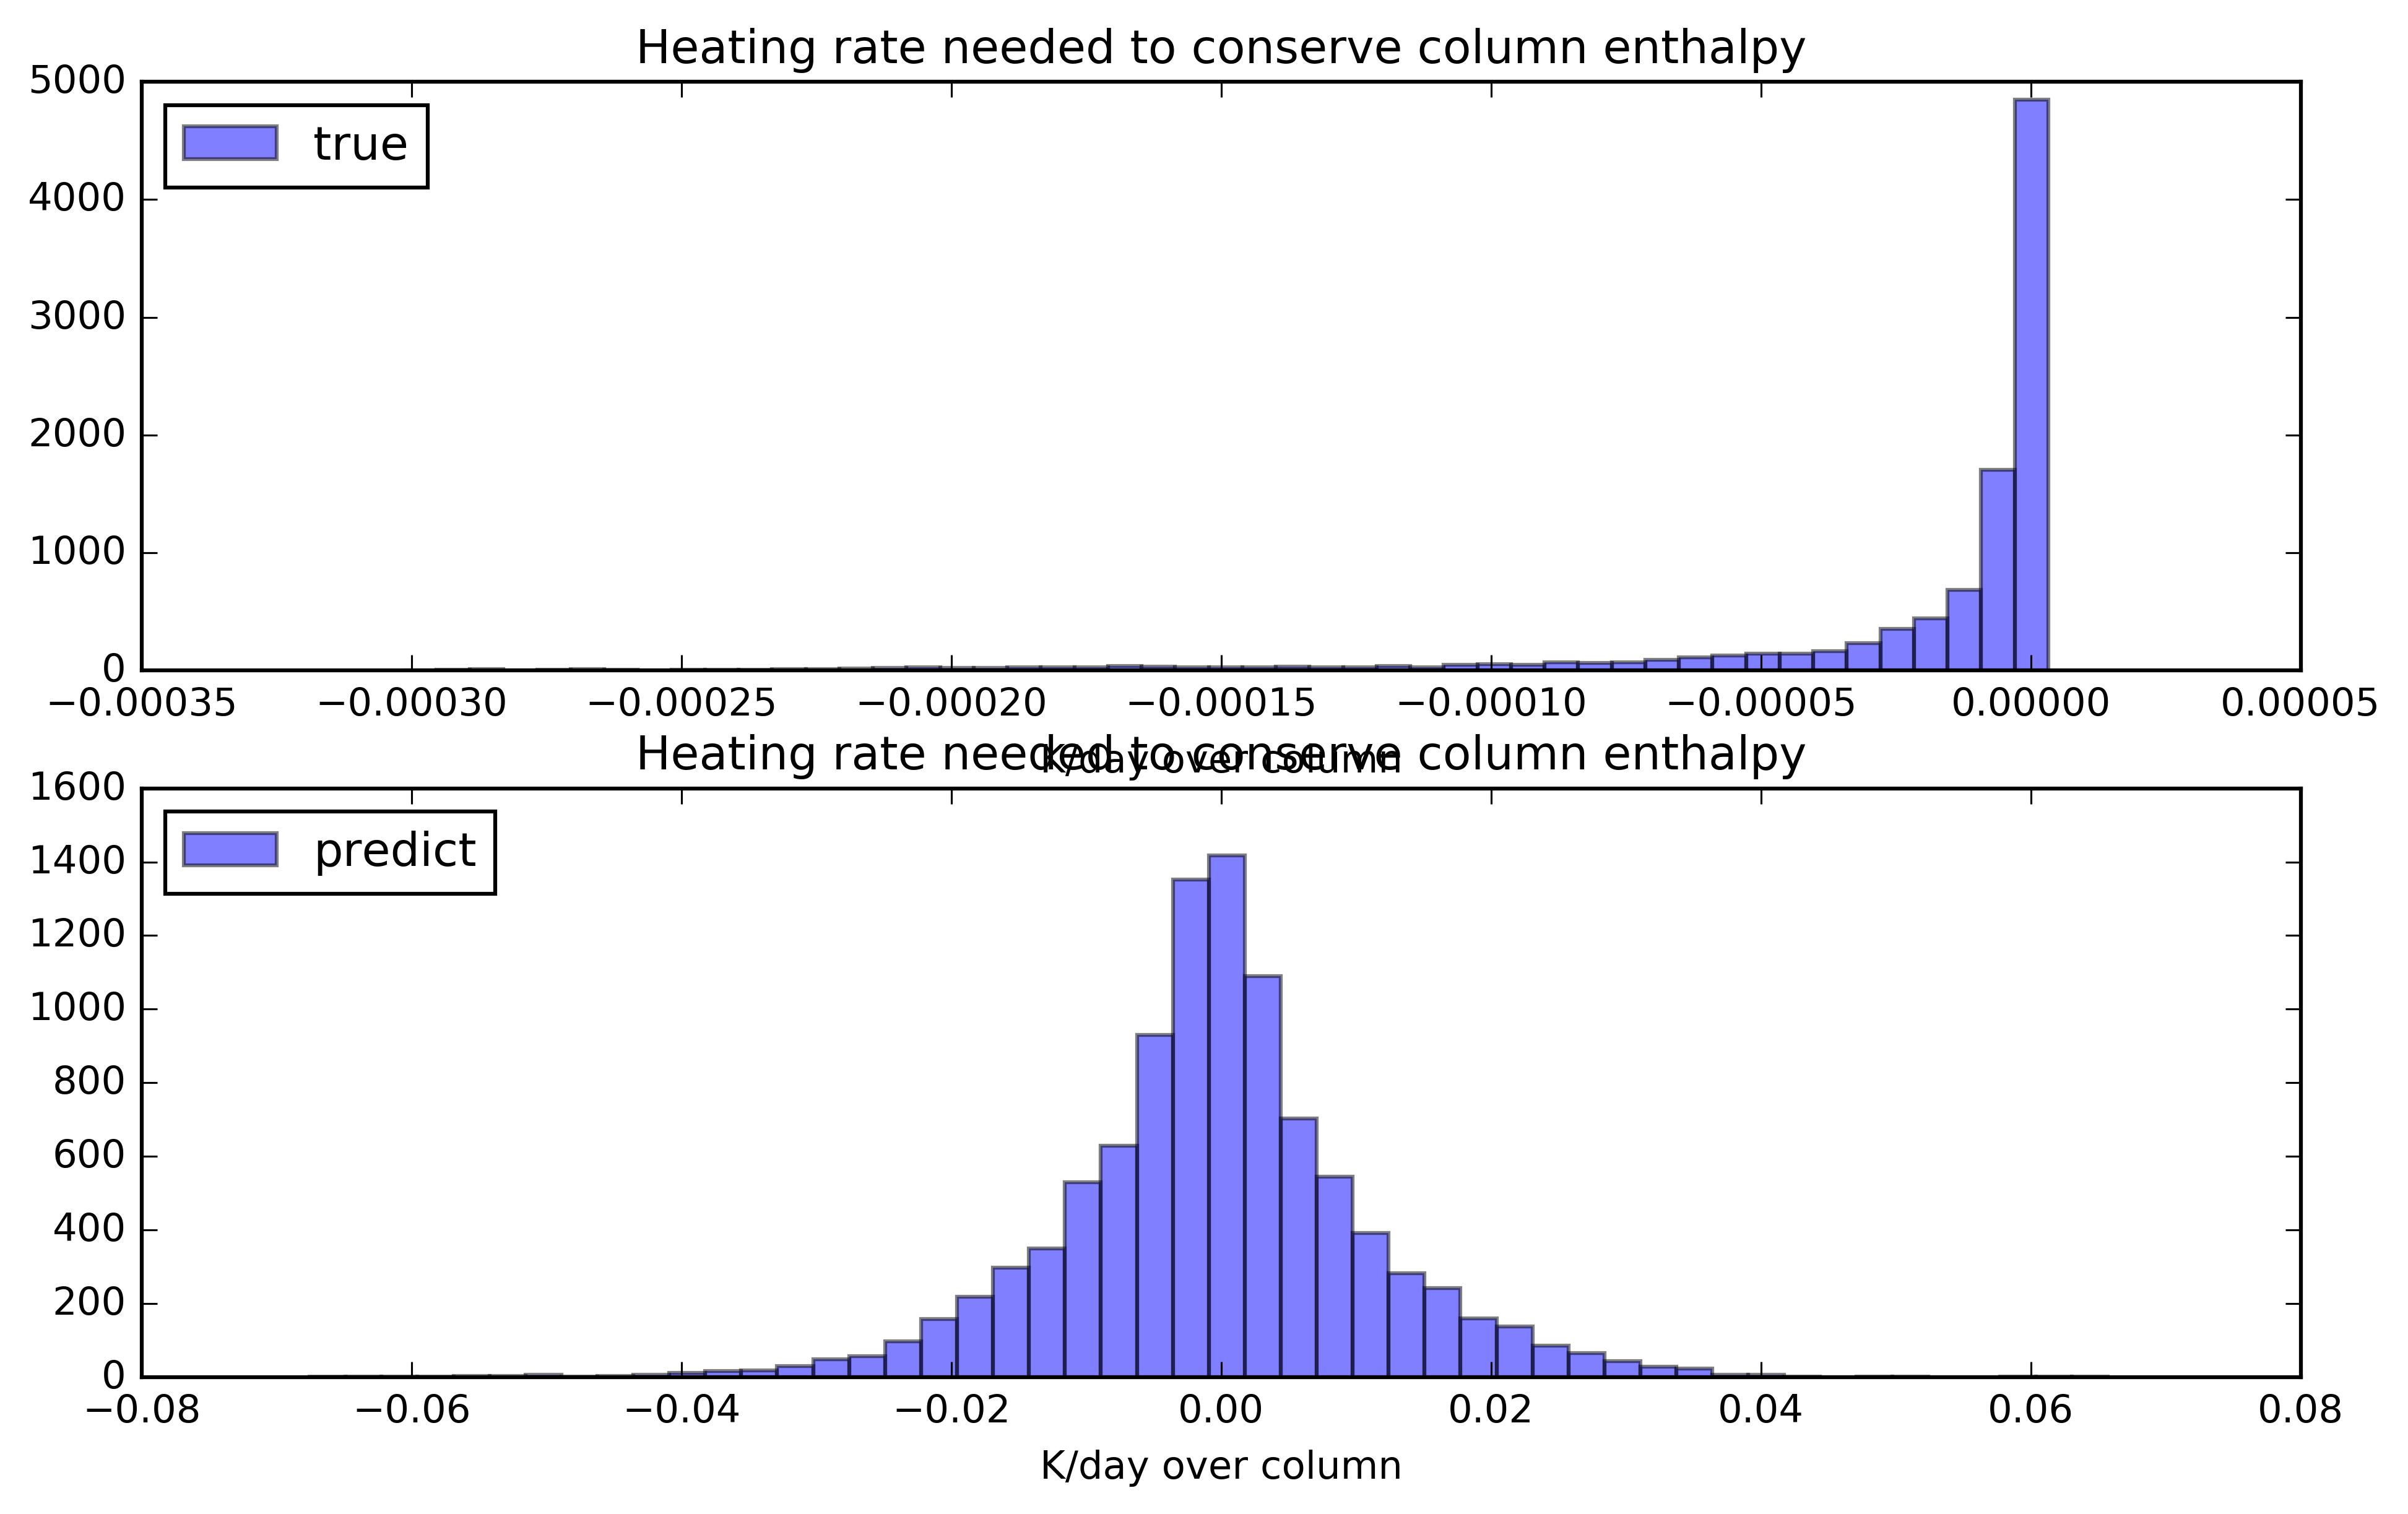 Heating rate needed to conserve column enthalpy
5000
4000
3000
2000
1000
0
true
−0.00035 −0.00030 −0.00025 −0.00020 −0.00015 −0.00010 −0.00005 0.00000 0.00005
K/day over column
Heating rate needed to conserve column enthalpy
1600
1400
1200
1000
800
600
400
200
0
predict
−0.08 −0.06 −0.04 −0.02 0.00 0.02 0.04 0.06 0.08
K/day over column